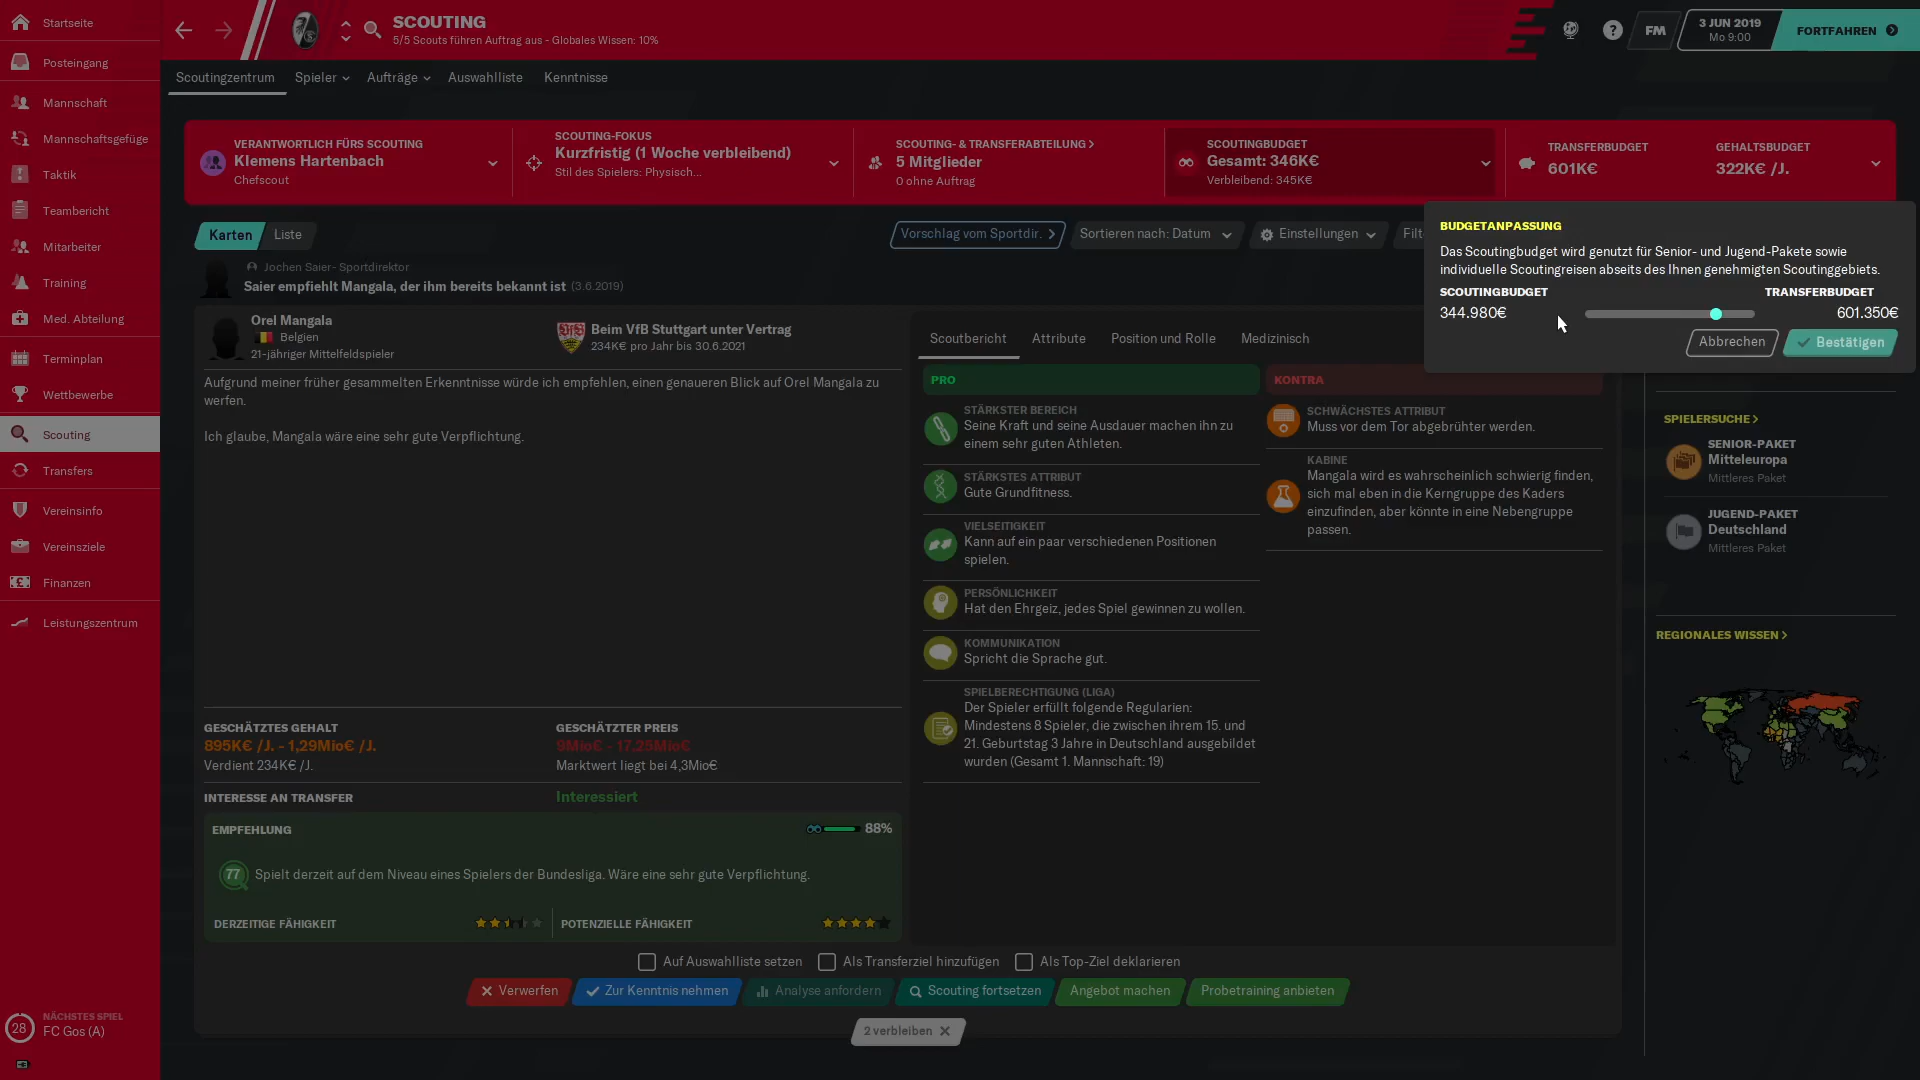 Startseite
Posteingang
Mannschaft
Mannschaftsgefüge
Taktik
Teambericht
Mitarbeiter
Training
Med. Abteilung
Terminplan
Wettbewerbe
Scouting
Transfers
Vereinsinfo
Vereinsziele
Finanzen
Leistungszentrum
28
NÄCHSTES SPIEL
FC Gos (A)
SCOUTING
5/5 Scouts führen Auftrag aus - Globales Wissen: 10%
FM
3 JUN 2019
Mo 9:00
FORTFAHREN
Scoutingzentrum
Spieler
Aufträge
Auswahlliste
Kenntnisse
VERANTWORTLICH FÜRS SCOUTING
Klemens Hartenbach
Chefscout
SCOUTING-FOKUS
Kurzfristig (1 Woche verbleibend)
Stil des Spielers: Physisch...
SCOUTING- & TRANSFERABTEILUNG
5 Mitglieder
0 ohne Auftrag
SCOUTINGBUDGET
Gesamt: 346K€
Verbleibend: 345K€
TRANSFERBUDGET
601K€
GEHALTSBUDGET
322K€ /J.
Karten
Liste
Vorschlag vom Sportdir.
Sortieren nach: Datum
Einstellungen
Filt
BUDGETANPASSUNG
Das Scoutingbudget wird genutzt für Senior- und Jugend-Pakete sowie
individuelle Scoutingreisen abseits des Ihnen genehmigten Scoutinggebiets.
SCOUTINGBUDGET
344.980€
TRANSFERBUDGET
601.350€
Abbrechen
Bestätigen
Jochen Saier- Sportdirektor
Saier empfiehlt Mangala, der ihm bereits bekannt ist (3.6.2019)
Orel Mangala
Belgien
21-jähriger Mittelfeldspieler
Beim VfB Stuttgart unter Vertrag
234K€ pro Jahr bis 30.6.2021
Aufgrund meiner früher gesammelten Erkenntnisse würde ich empfehlen, einen genaueren Blick auf Orel Mangala zu
werfen.
Ich glaube, Mangala wäre eine sehr gute Verpflichtung.
GESCHÄTZTES GEHALT
895K€ /J. - 1,29Mio€ /J.
Verdient 234K€ /J.
GESCHÄTZTER PREIS
9Mio€ - 17,25Mio€
Marktwert liegt bei 4,3Mio€
INTERESSE AN TRANSFER
Interessiert
EMPFEHLUNG
88%
77
Spielt derzeit auf dem Niveau eines Spielers der Bundesliga. Wäre eine sehr gute Verpflichtung.
DERZEITIGE FÄHIGKEIT
POTENZIELLE FÄHIGKEIT
Scoutbericht
Attribute
Position und Rolle
Medizinisch
PRO
STÄRKSTER BEREICH
Seine Kraft und seine Ausdauer machen ihn zu
einem sehr guten Athleten.
STÄRKSTES ATTRIBUT
Gute Grundfitness.
VIELSEITIGKEIT
Kann auf ein paar verschiedenen Positionen
spielen.
PERSÖNLICHKEIT
Hat den Ehrgeiz, jedes Spiel gewinnen zu wollen.
KOMMUNIKATION
Spricht die Sprache gut.
SPIELBERECHTIGUNG (LIGA)
Der Spieler erfüllt folgende Regularien:
Mindestens 8 Spieler, die zwischen ihrem 15. und
21. Geburtstag 3 Jahre in Deutschland ausgebildet
wurden (Gesamt 1. Mannschaft: 19)
KONTRA
SCHWÄCHSTES ATTRIBUT
Muss vor dem Tor abgebrühter werden.
KABINE
Mangala wird es wahrscheinlich schwierig finden,
sich mal eben in die Kerngruppe des Kaders
einzufinden, aber könnte in eine Nebengruppe
passen.
SPIELERSUCHE
SENIOR-PAKET
Mitteleuropa
Mittleres Paket
JUGEND-PAKET
Deutschland
Mittleres Paket
REGIONALES WISSEN
Auf Auswahlliste setzen
Als Transferziel hinzufügen
Als Top-Ziel deklarieren
Verwerfen
Zur Kenntnis nehmen
Analyse anfordern
Scouting fortsetzen
Angebot machen
Probetraining anbieten
2 verbleiben